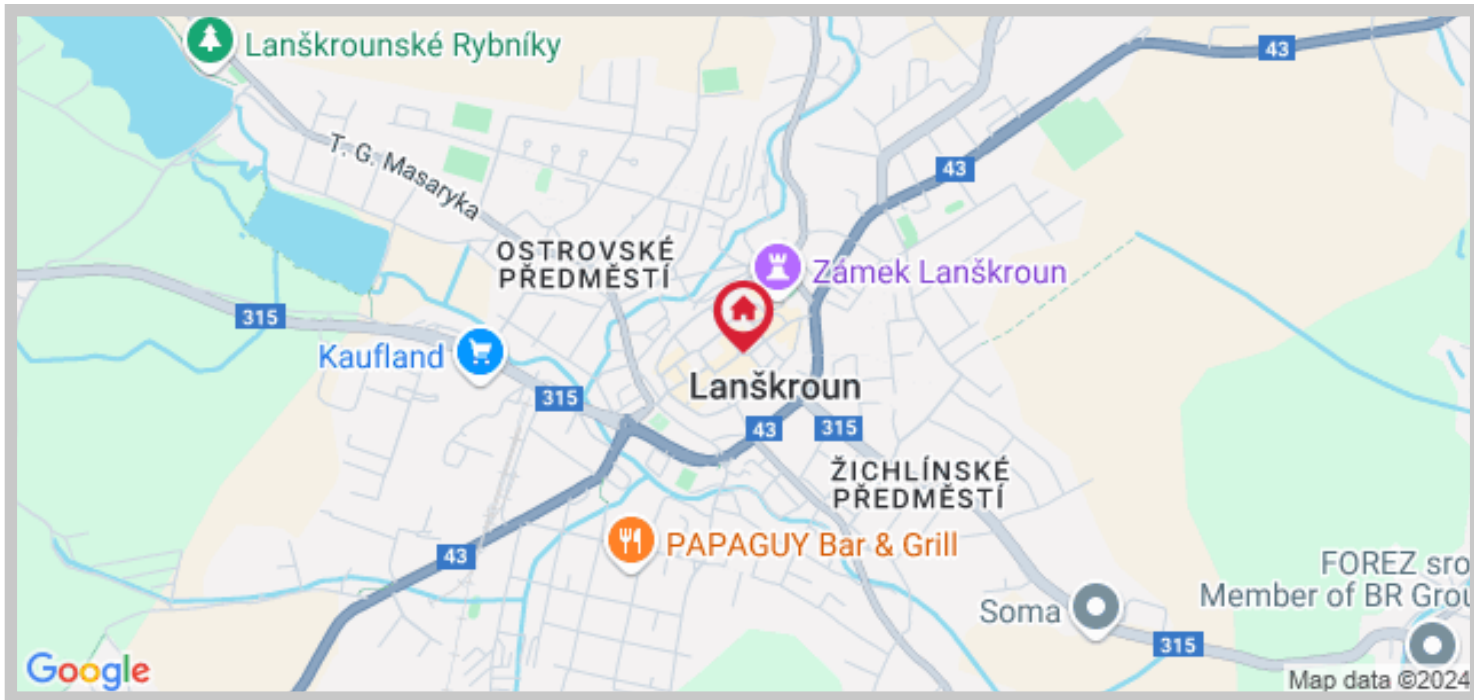 Lanškrounské Rybníky
43
T. G. Masaryka
43
OSTROVSKÉ
PŘEDMĚSTÍ
Zámek Lanškroun
315
Kaufland
Lanškroun
315
43
315
ŽICHLÍNSKÉ
PŘEDMĚSTÍ
43
PAPAGUY Bar & Grill
FOREZ sro
Member of BR Grou
Soma
315
Google
Map data ©2024